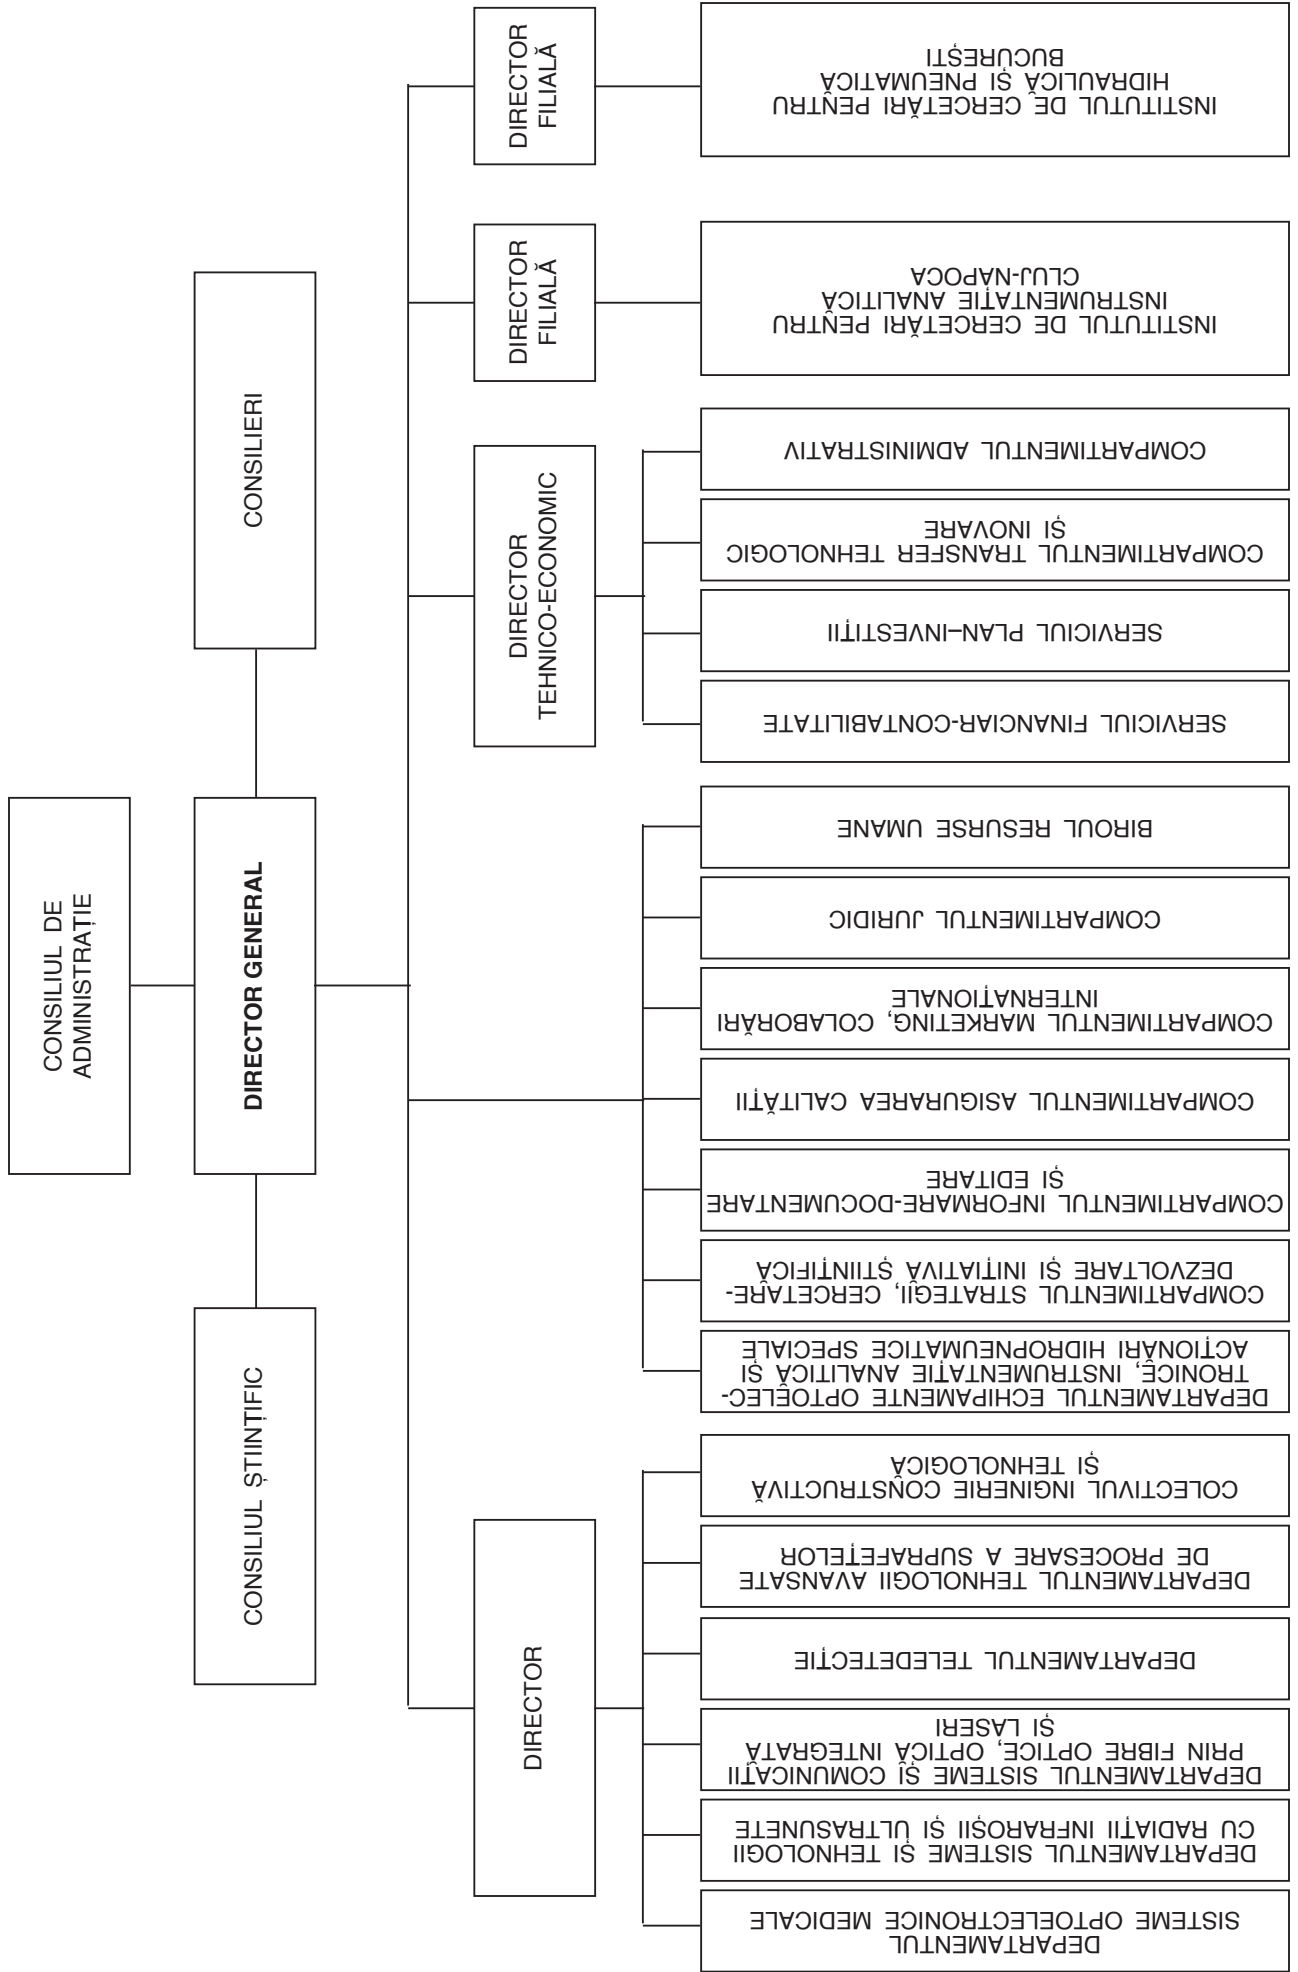 CONSILIUL DE
ADMINISTRAȚIE
CONSILIUL ȘTIINȚIFIC
DIRECTOR GENERAL
CONSILIERI
DIRECTOR
DIRECTOR
TEHNICO-ECONOMIC
DIRECTOR
FILIALĂ
DIRECTOR
FILIALĂ
DEPARTAMENTUL
SISTEME OPTOELECTRONICE MEDICALE
DEPARTAMENTUL SISTEME SI TEHNOLOGII
CU RADIAȚII INFRAROȘII ȘI ULTRASUNETE
DEPARTAMENTUL SISTEME ȘI COMUNICAȚII
PRIN FIBRE OPTICE, OPTICĂ INTEGRATĂ
ȘI LASERI
DEPARTAMENTUL TELEDETECȚIE
DEPARTAMENTUL TEHNOLOGII AVANSATE
DE PROCESARE A SUPRAFEȚELOR
COLECTIVUL INGINERIE CONSTRUCTIVĂ
ȘI TEHNOLOGICĂ
DEPARTAMENTUL ECHIPAMENTE OPTOELEC-
TRONICE, INSTRUMENTAȚIE ANALITICĂ ȘI
ACȚIONĂRI HIDROPNEUMATICE SPECIALE
COMPARTIMENTUL STRATEGII, CERCETARE-
DEZVOLTARE ȘI INIȚIATIVĂ ȘTIINȚIFICĂ
COMPARTIMENTUL INFORMARE-DOCUMENTARE
ȘI EDITARE
COMPARTIMENTUL ASIGURAREA CALITĂȚII
COMPARTIMENTUL MARKETING, COLABORĂRI
INTERNAȚIONALE
COMPARTIMENTUL JURIDIC
BIROUL RESURSE UMANE
SERVICIUL FINANCIAR-CONTABILITATE
SERVICIUL PLAN–INVESTIȚII
COMPARTIMENTUL TRANSFER TEHNOLOGIC
ȘI INOVARE
COMPARTIMENTUL ADMINISTRATIV
INSTITUTUL DE CERCETĂRI PENTRU
INSTRUMENTAȚIE ANALITICĂ
CLUJ-NAPOCA
INSTITUTUL DE CERCETĂRI PENTRU
HIDRAULICĂ ȘI PNEUMATICĂ
BUCUREȘTI